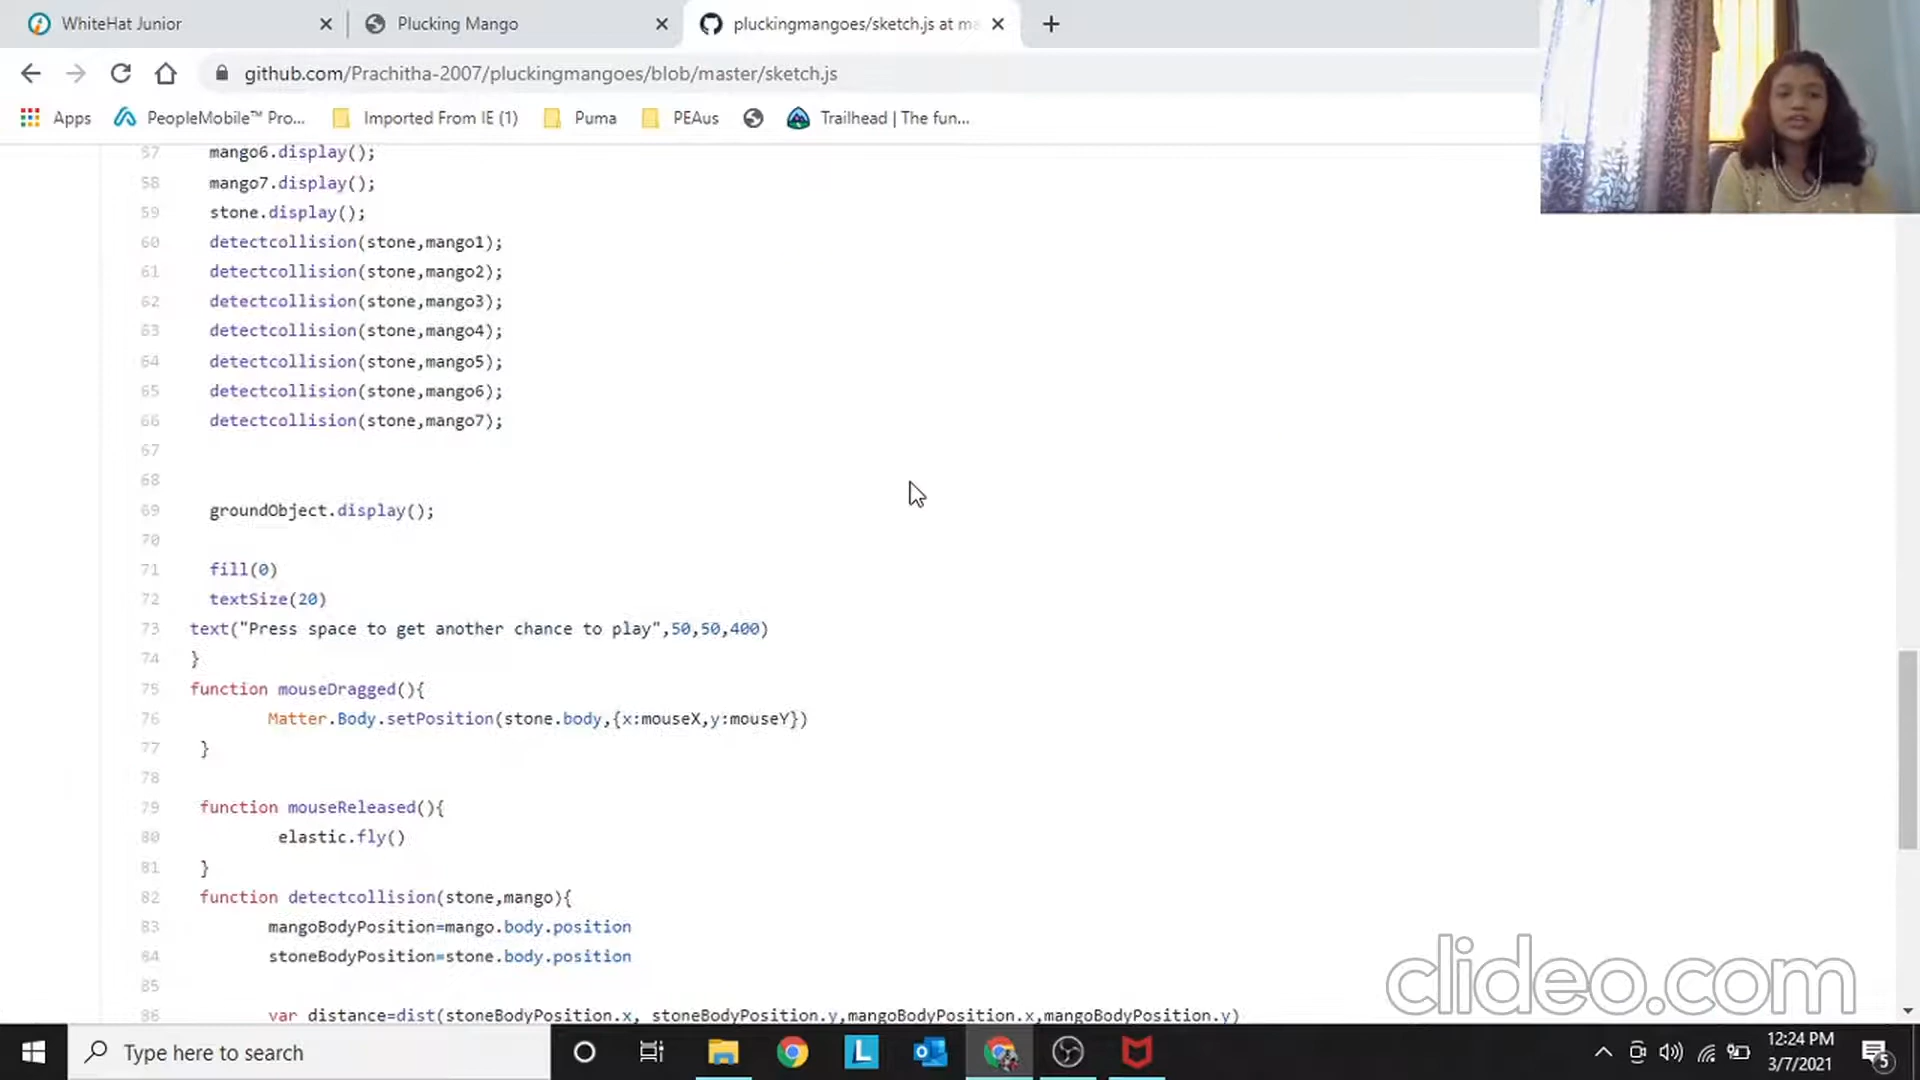 WhiteHat Junior
Plucking Mango
pluckingmangoes/sketch.js at ma
github.com/Prachitha-2007/pluckingmangoes/blob/master/sketch.js
Apps PeopleMobile™ Pro... Imported From IE (1) Puma PEAus Trailhead | The fun...
57 mango6.display();
58 mango7.display();
59 stone.display();
60 detectcollision(stone,mango1);
61 detectcollision(stone,mango2);
62 detectcollision(stone,mango3);
63 detectcollision(stone,mango4);
64 detectcollision(stone,mango5);
65 detectcollision(stone,mango6);
66 detectcollision(stone,mango7);
67
68
69 groundObject.display();
70
71 fill(0)
72 textSize(20)
73 text("Press space to get another chance to play",50,50,400)
74 }
75 function mouseDragged(){
76 Matter.Body.setPosition(stone.body,{x:mouseX,y:mouseY})
77 }
78
79 function mouseReleased(){
80 elastic.fly()
81 }
82 function detectcollision(stone,mango){
83 mangoBodyPosition=mango.body.position
84 stoneBodyPosition=stone.body.position
85
86 var distance=dist(stoneBodyPosition.x, stoneBodyPosition.y,mangoBodyPosition.x,mangoBodyPosition.y)
clideo.com
Type here to search
L
12:24 PM
3/7/2021
5